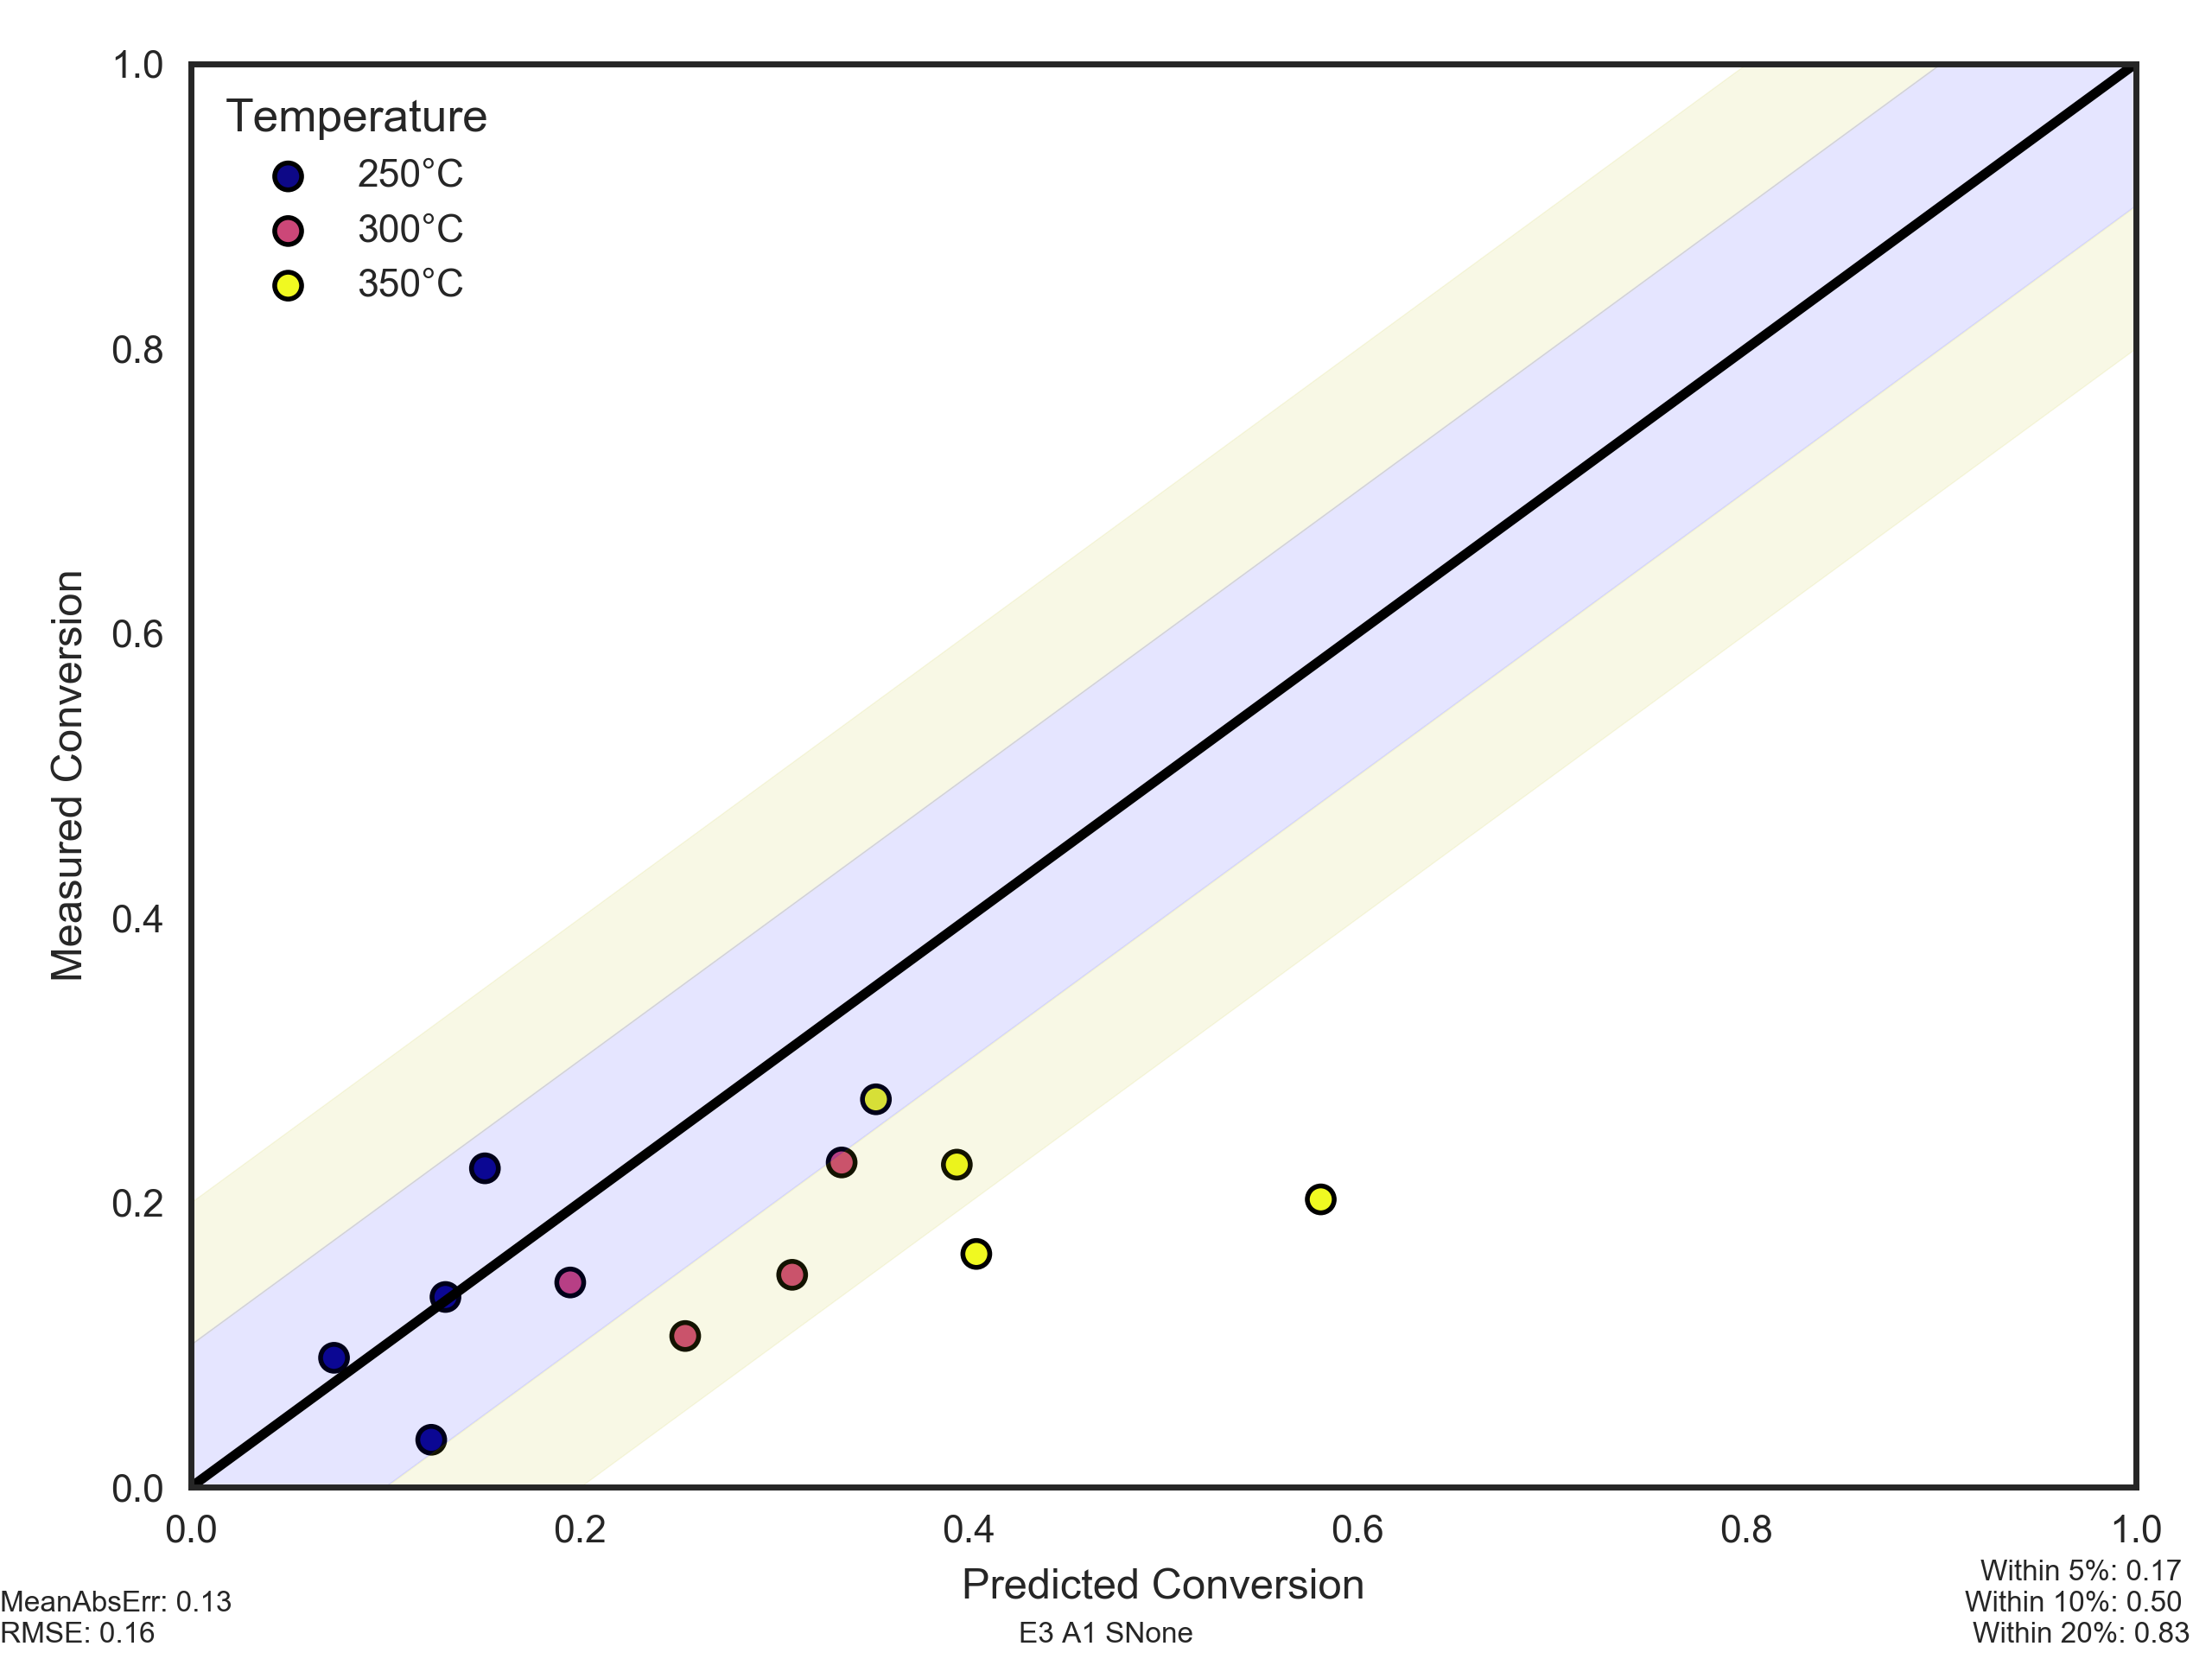 1.0
Temperature
250°C
300°C
350°C
0.8
0.6
0.4
0.2
0.0
Measured Conversion
0.0 0.2 0.4 0.6 0.8 1.0
Predicted Conversion
MeanAbsErr: 0.13
RMSE: 0.16
E3 A1 SNone
Within 5%: 0.17
Within 10%: 0.50
Within 20%: 0.83